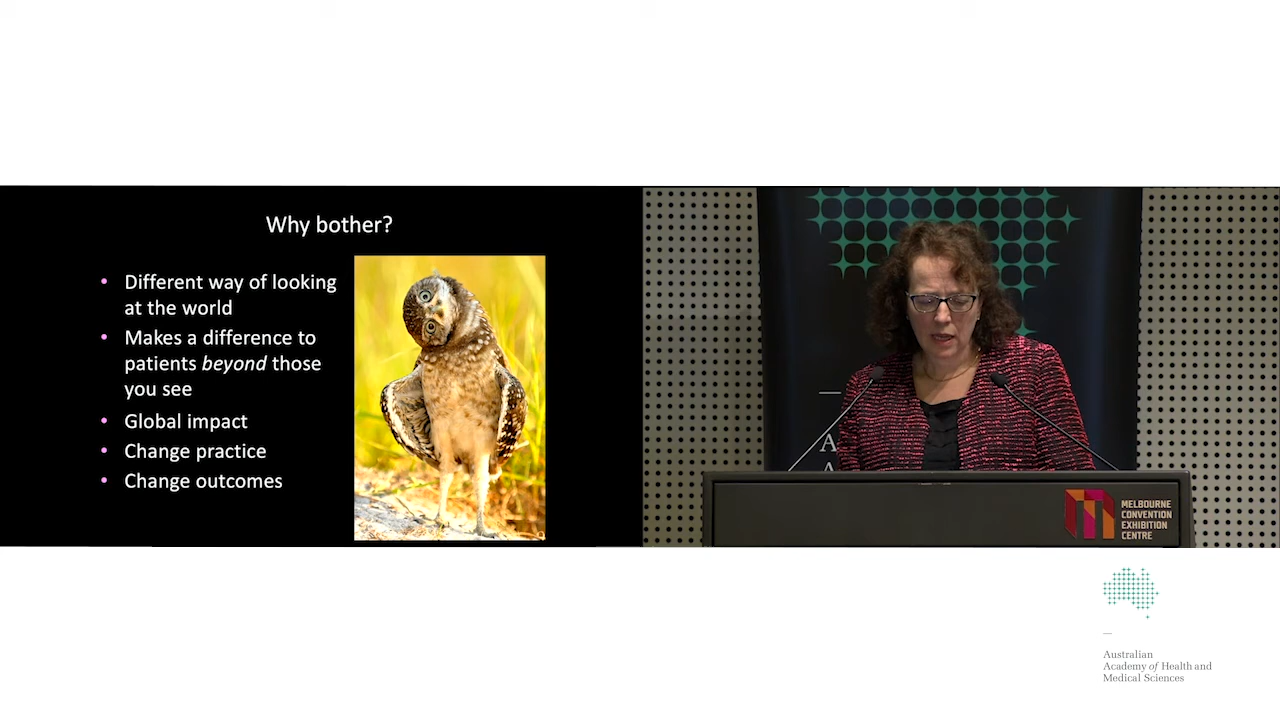 Why bother?
• Different way of looking
at the world
• Makes a difference to
patients beyond those
you see
• Global impact
• Change practice
• Change outcomes
A
A
MELBOURNE
CONVENTION
EXHIBITION
CENTRE
Australian
Academy of Health and
Medical Sciences